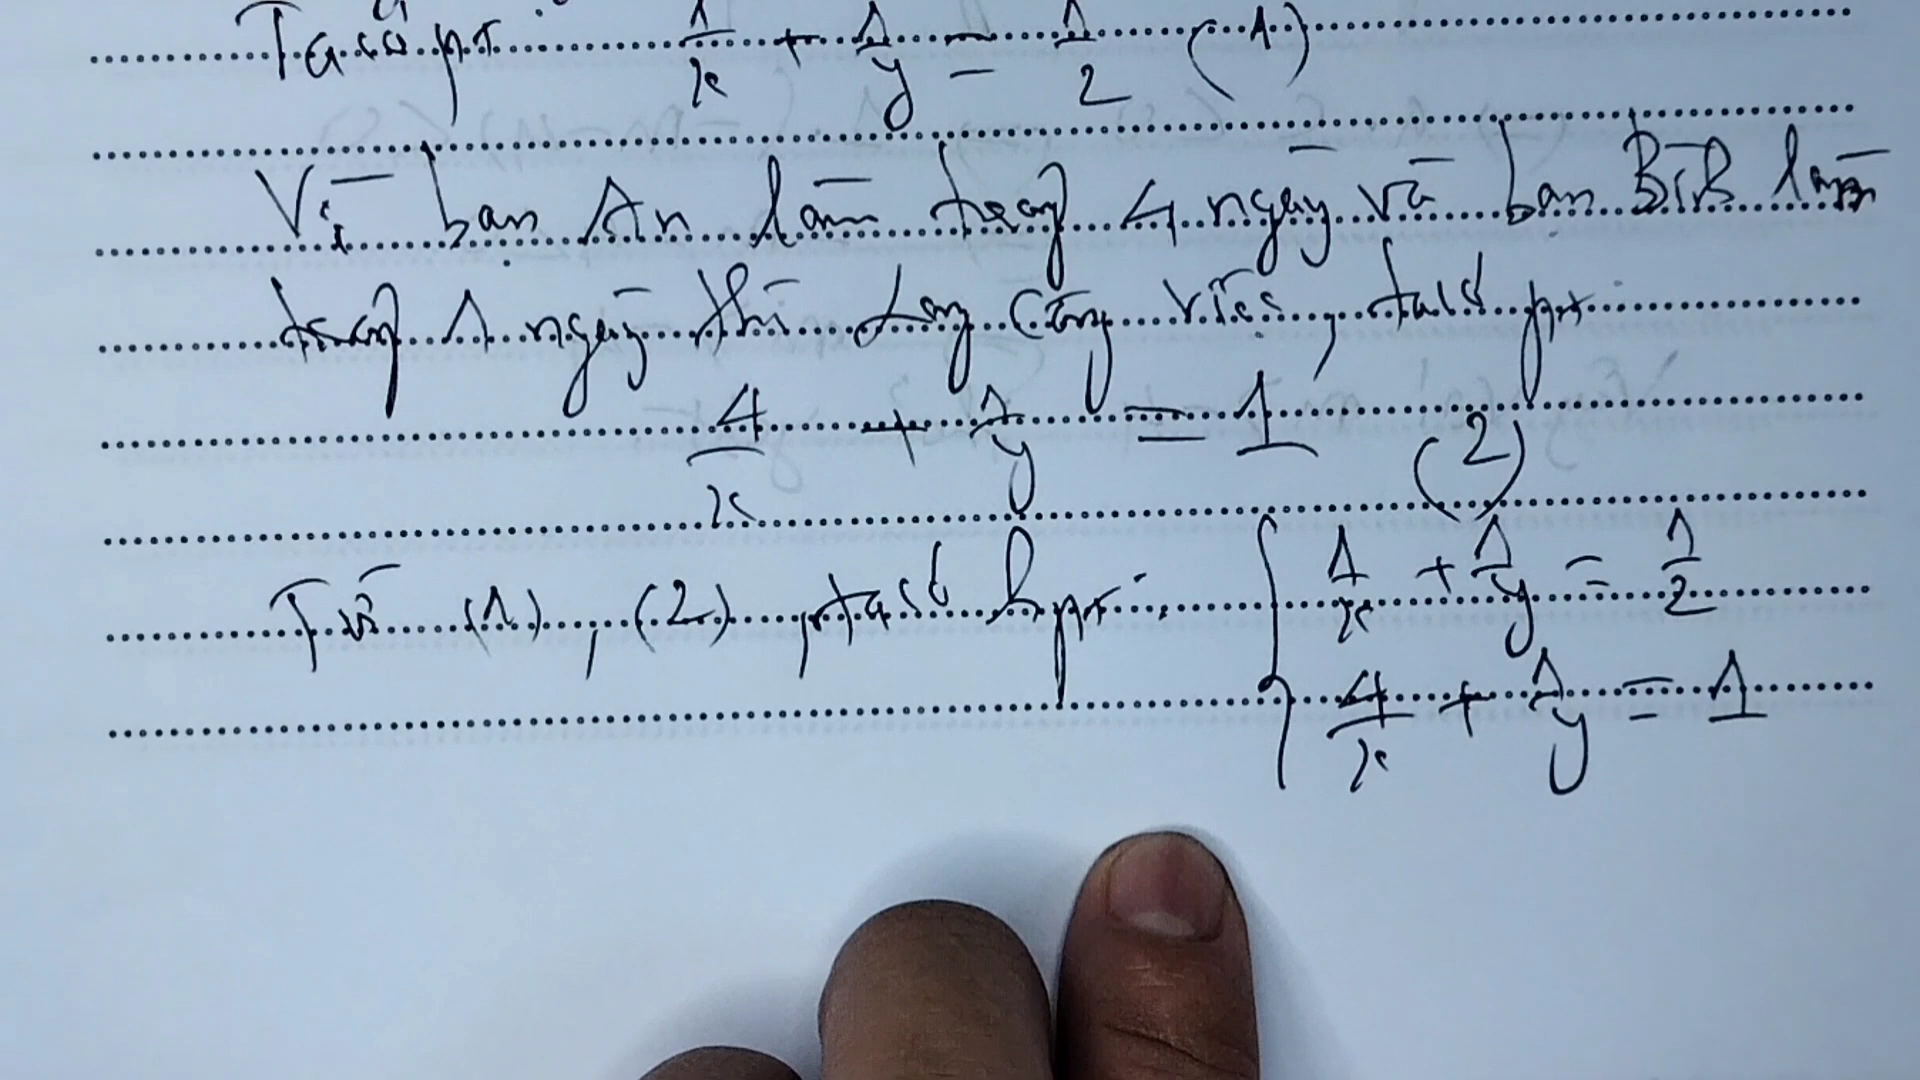 Ta có pt 1/x + 1/y = 1/2 (1)
Vì bạn An làm trong 4 ngày và bạn Bình làm
trong 1 ngày thì xong công việc, ta có pt
4/x + 1/y = 1 (2)
Từ (1), (2), ta có hpt: { 1/x + 1/y = 1/2
4/x + 1/y = 1